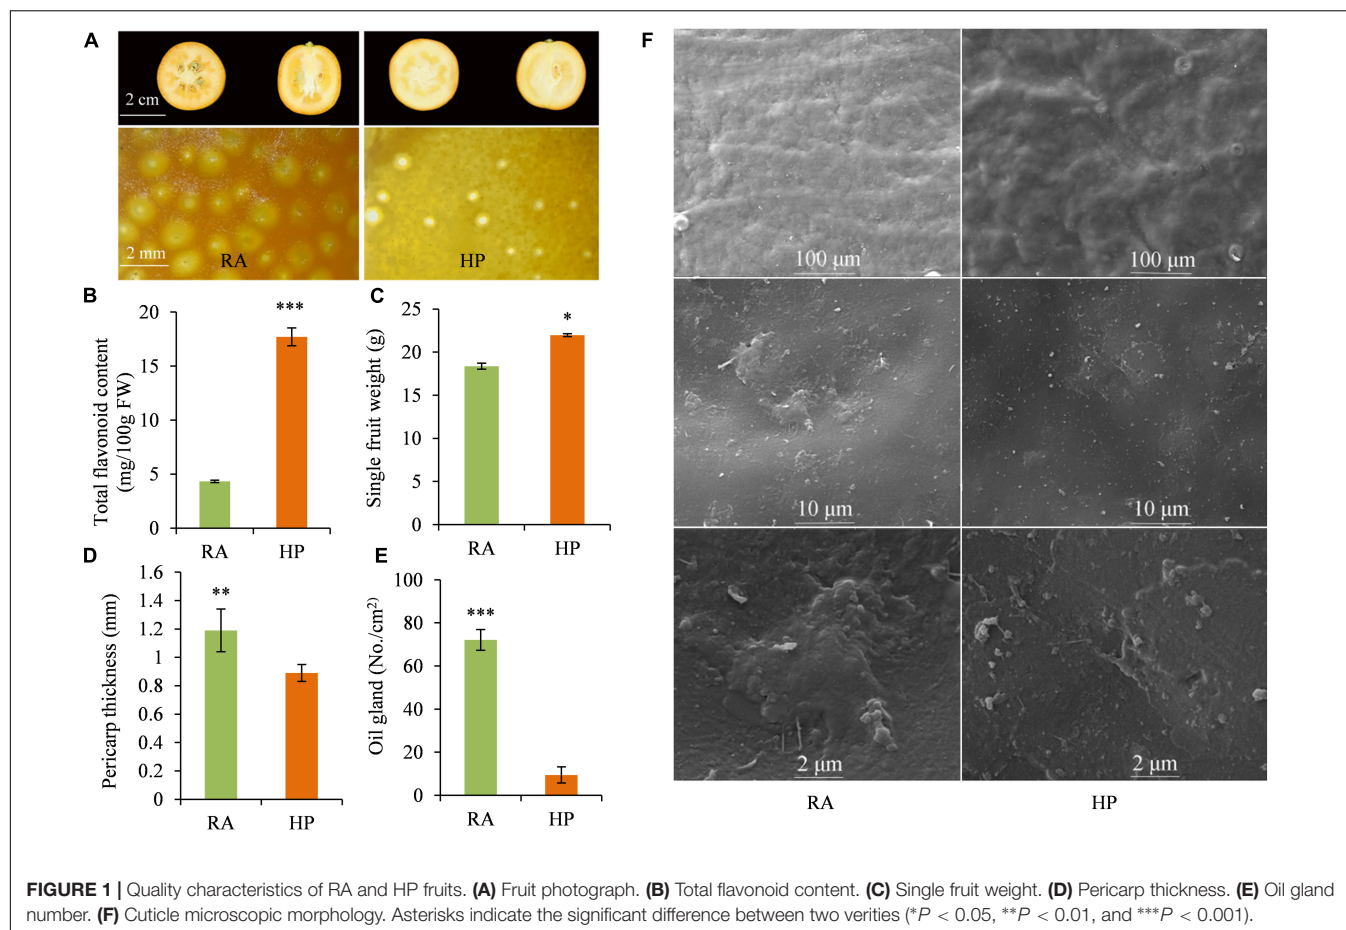 A
2 cm
2 mm
RA
HP
B
Total flavonoid content
(mg/100g FW)
20
15
10
5
0
***
RA
HP
C
Single fruit weight (g)
25
20
15
10
5
0
*
RA
HP
D
Pericarp thickness (mm)
1.6
1.4
1.2
1
0.8
0.6
0.4
0.2
0
**
RA
HP
E
Oil gland (No./cm²)
100
80
60
40
20
0
***
RA
HP
F
100 μm
100 μm
10 μm
10 μm
2 μm
2 μm
RA
HP
FIGURE 1 | Quality characteristics of RA and HP fruits. (A) Fruit photograph. (B) Total flavonoid content. (C) Single fruit weight. (D) Pericarp thickness. (E) Oil gland
number. (F) Cuticle microscopic morphology. Asterisks indicate the significant difference between two verities (*P < 0.05, **P < 0.01, and ***P < 0.001).